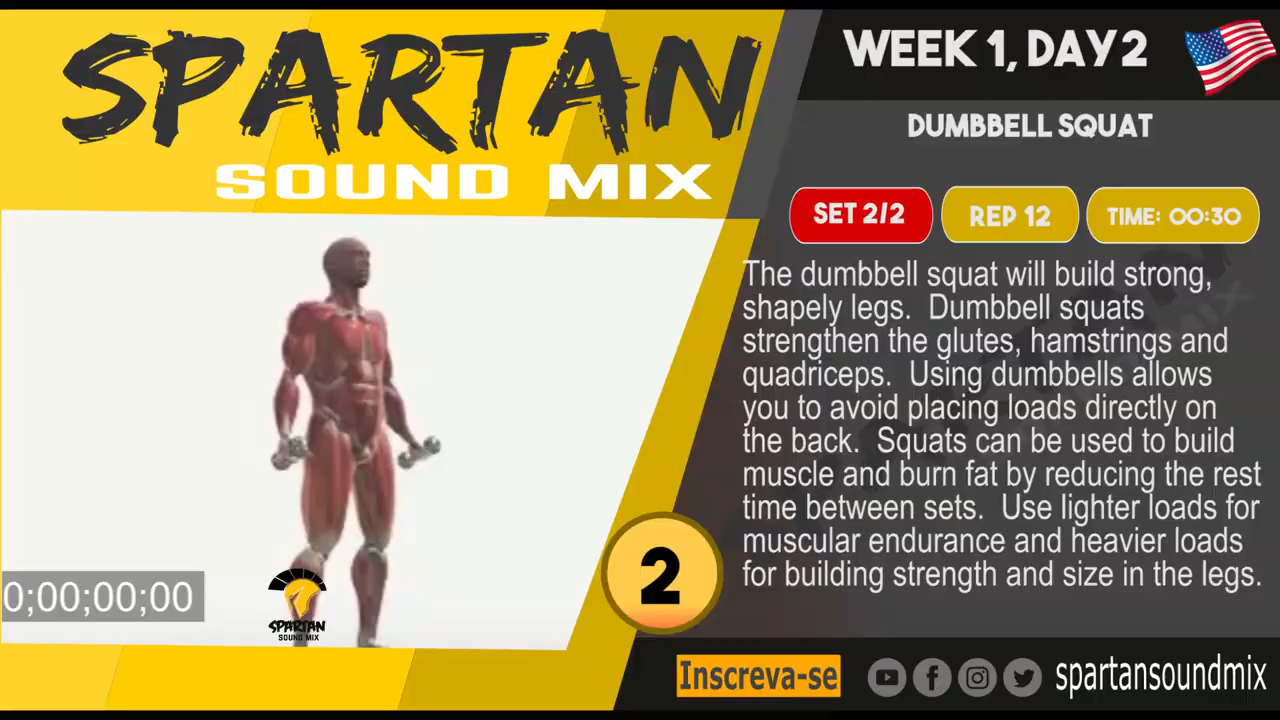 SPARTAN
SOUND MIX
WEEK 1, DAY 2
DUMBBELL SQUAT
SET 2/2
REP 12
TIME: 00:30
The dumbbell squat will build strong,
shapely legs.  Dumbbell squats
strengthen the glutes, hamstrings and
quadriceps.  Using dumbbells allows
you to avoid placing loads directly on
the back.  Squats can be used to build
muscle and burn fat by reducing the rest
time between sets.  Use lighter loads for
muscular endurance and heavier loads
for building strength and size in the legs.
2
0;00;00;00
SPARTAN
SOUND MIX
Inscreva-se
spartansoundmix